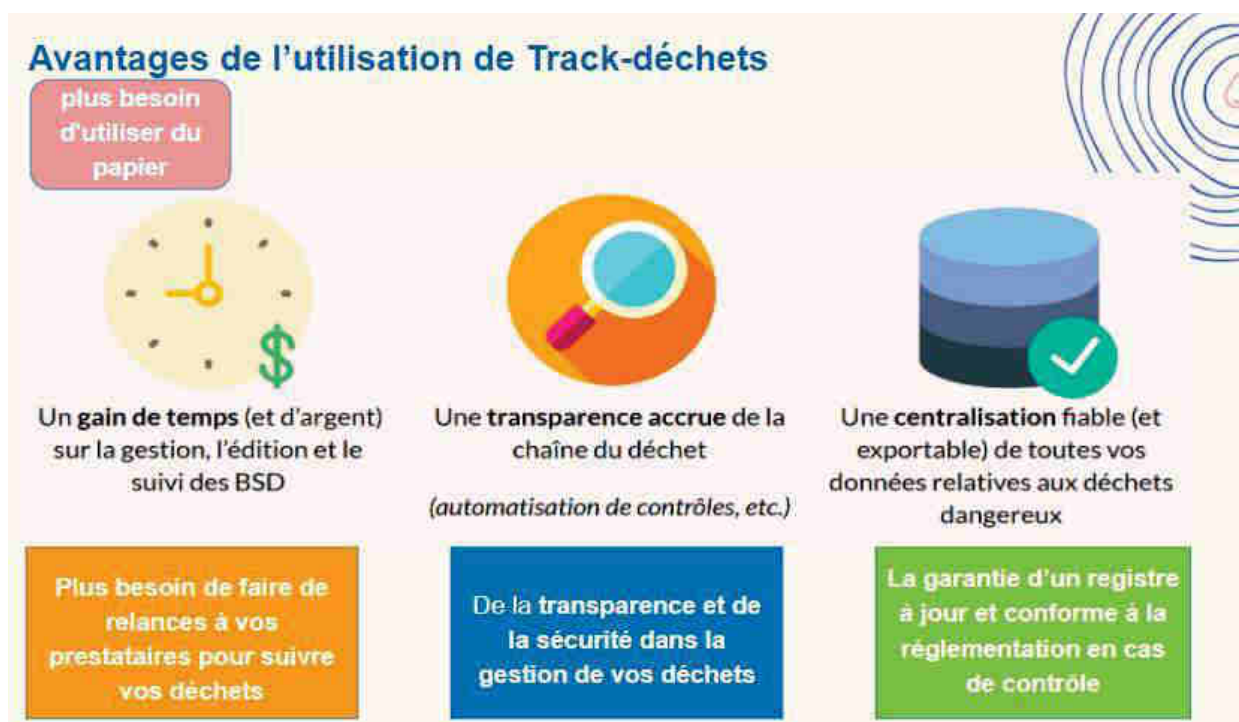 Avantages de l'utilisation de Track-déchets
plus besoin
d'utiliser du
papier
$
Un gain de temps (et d'argent)
sur la gestion, l'édition et le
suivi des BSD
Une transparence accrue de la
chaîne du déchet
(automatisation de contrôles, etc.)
Une centralisation fiable (et
exportable) de toutes vos
données relatives aux déchets
dangereux
Plus besoin de faire de
relances à vos
prestataires pour suivre
vos déchets
De la transparence et de
la sécurité dans la
gestion de vos déchets
La garantie d'un registre
à jour et conforme à la
réglementation en cas
de contrôle